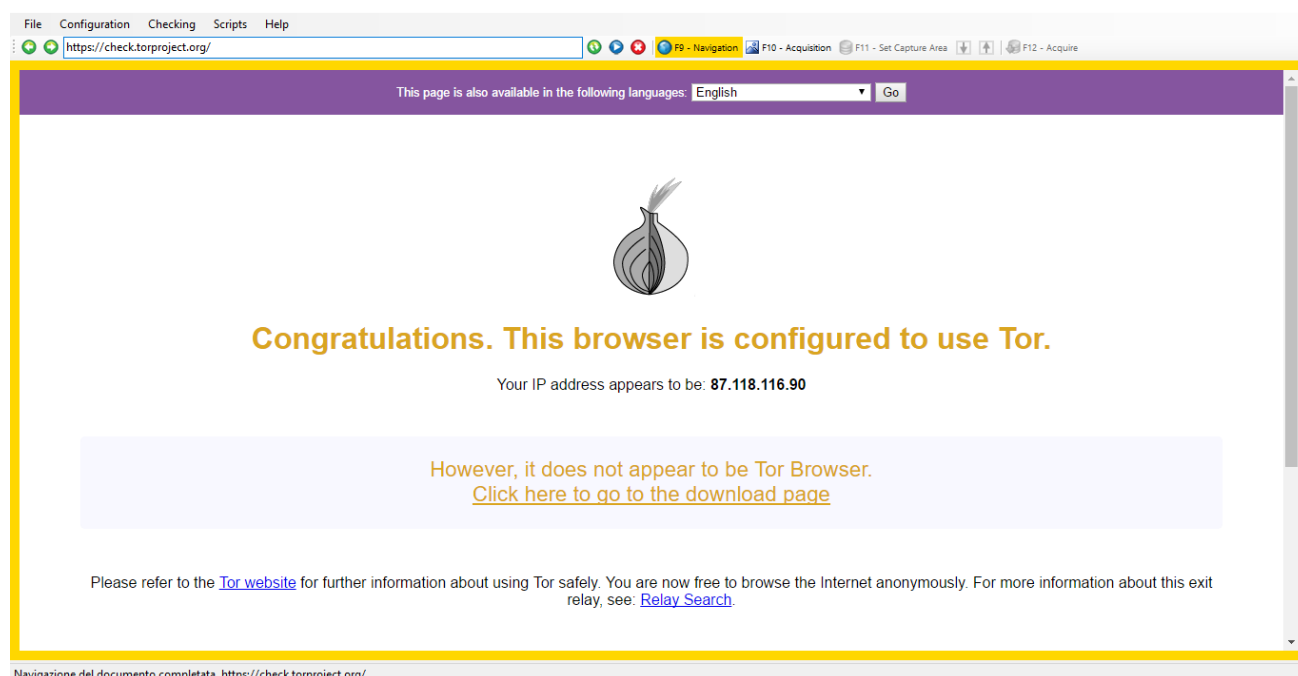 File Configuration Checking Scripts Help
https://check.torproject.org/ F9 - Navigation F10 - Acquisition F11 - Set Capture Area F12 - Acquire
This page is also available in the following languages: English Go
Congratulations. This browser is configured to use Tor.
Your IP address appears to be: 87.118.116.90
However, it does not appear to be Tor Browser.
Click here to go to the download page
Please refer to the Tor website for further information about using Tor safely. You are now free to browse the Internet anonymously. For more information about this exit
relay, see: Relay Search.
Navigazione del documento completata. https://check.torproject.org/